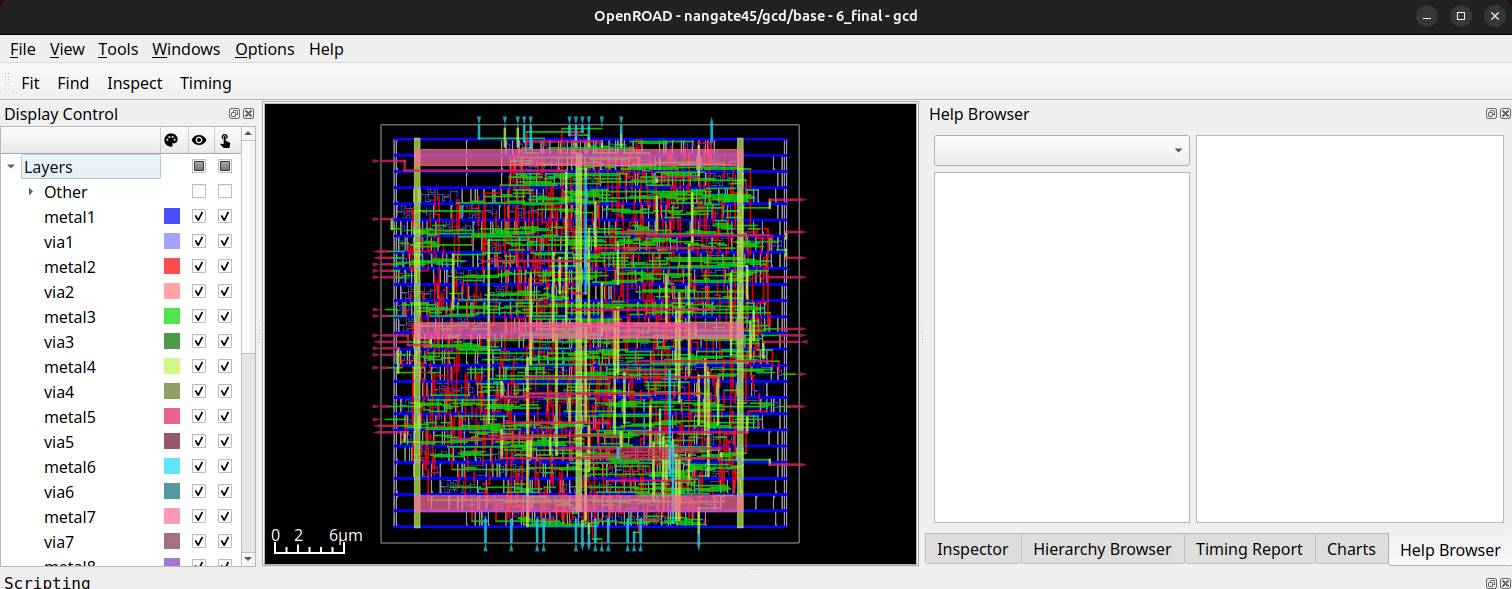 OpenROAD - nangate45/gcd/base - 6_final - gcd
File View Tools Windows Options Help
Fit Find Inspect Timing
Display Control
Layers
Other
metal1
via1
metal2
via2
metal3
via3
metal4
via4
metal5
via5
metal6
via6
metal7
via7
metal8
0 2 6μm
Help Browser
Inspector Hierarchy Browser Timing Report Charts Help Browser
Scripting